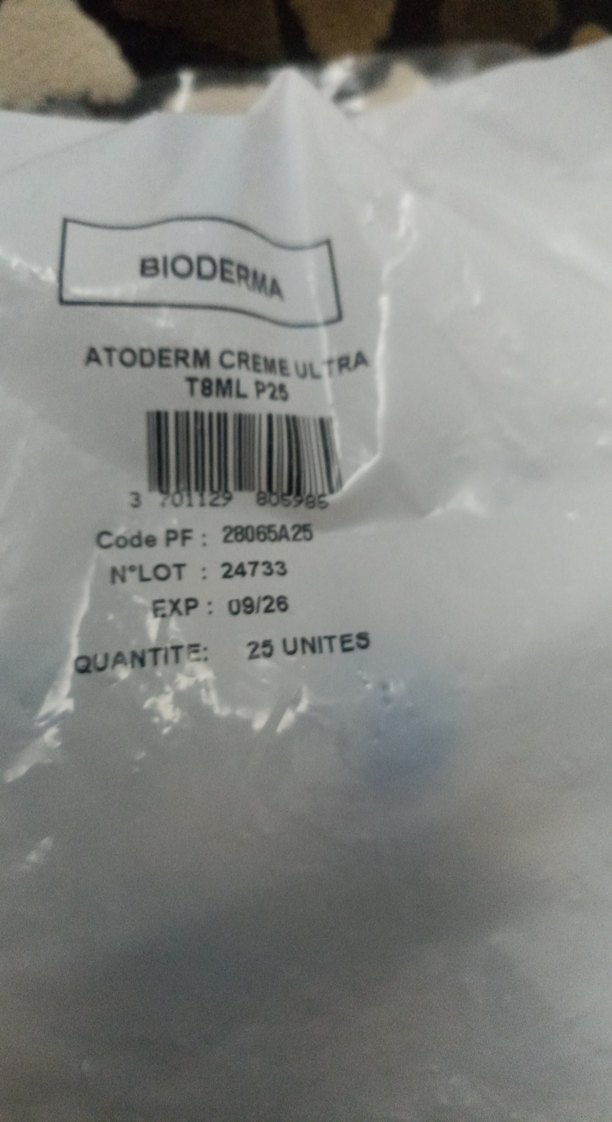 BIODERMA
ATODERM CREME ULTRA
T8ML P25
3 701129 805985
Code PF : 28065A25
N°LOT : 24733
EXP : 09/26
QUANTITE: 25 UNITES